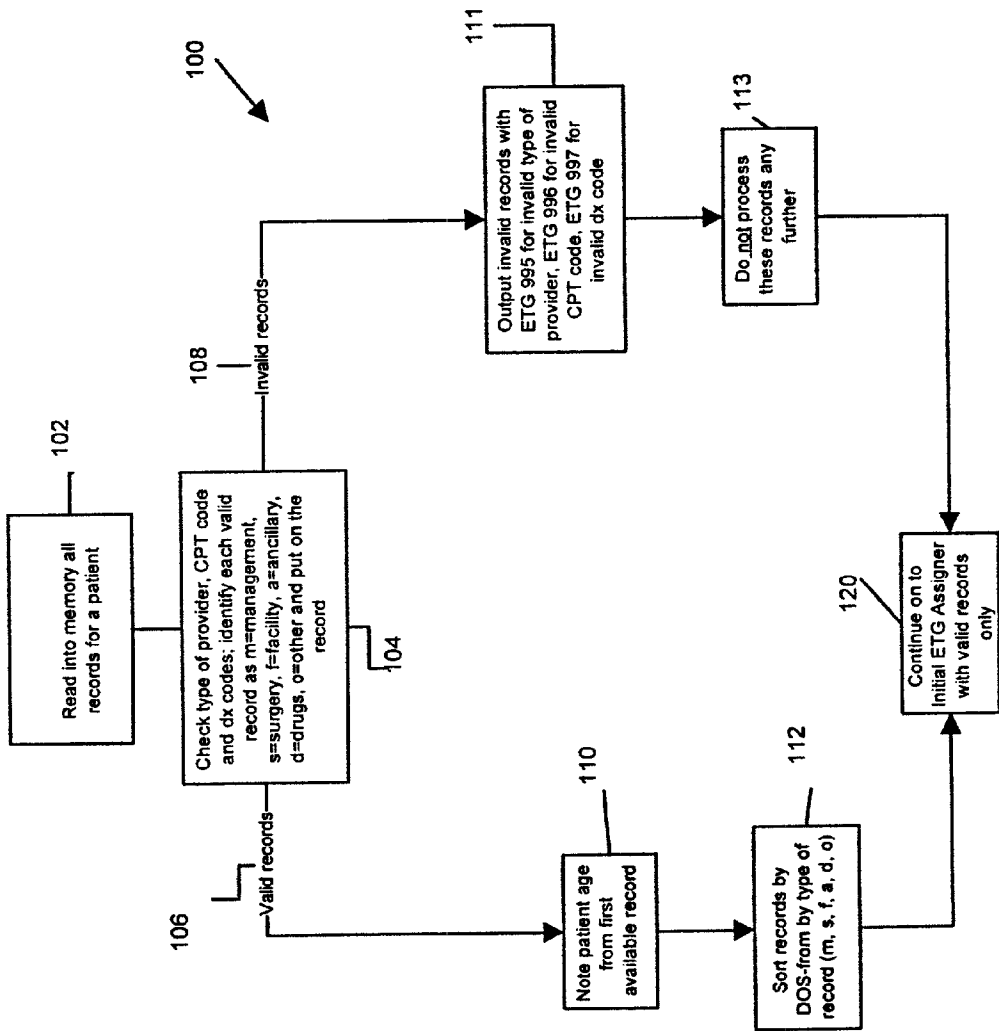 100
102
Read into memory all
records for a patient
Check type of provider, CPT code
and dx codes; identify each valid
record as m=management,
s=surgery, f=facility, a=ancillary,
d=drugs, o=other and put on the
record
104
106
Valid records
108
Invalid records
110
Note patient age
from first
available record
112
Sort records by
DOS-from by type of
record (m, s, f, a, d, o)
111
Output invalid records with
ETG 995 for invalid type of
provider, ETG 996 for invalid
CPT code, ETG 997 for
invalid dx code
113
Do not process
these records any
further
120
Continue on to
Initial ETG Assigner
with valid records
only